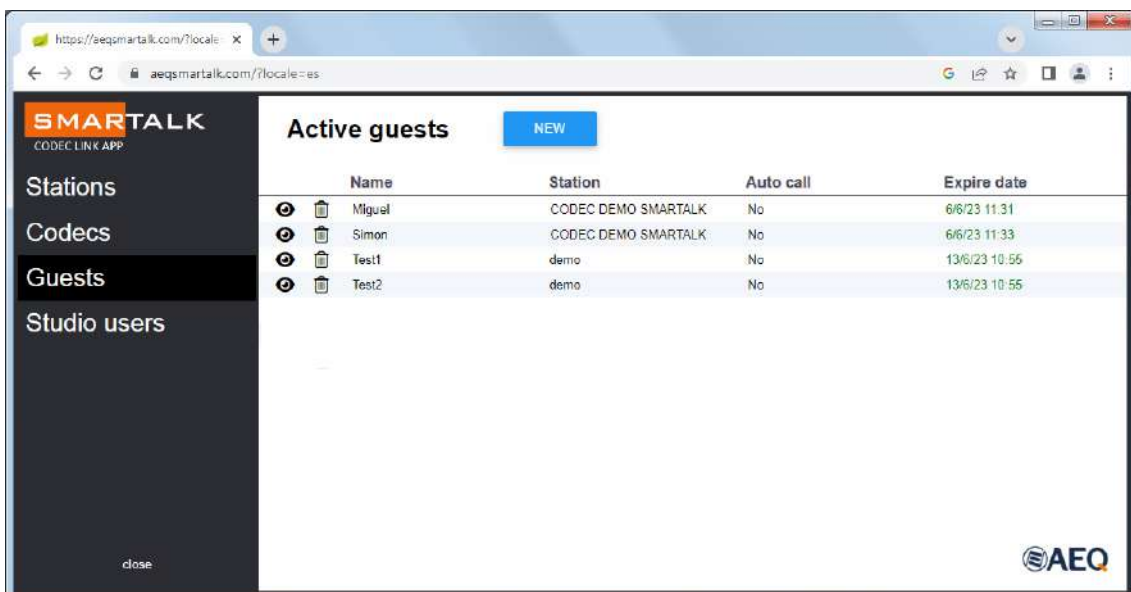 https://aeqsmartalk.com/?locale
aeqsmartalk.com/?locale=es
SMARTALK
CODEC LINK APP
Active guests
NEW
Stations
Codecs
Guests
Studio users
Name Station Auto call Expire date
Miguel CODEC DEMO SMARTALK No 6/6/23 11:31
Simon CODEC DEMO SMARTALK No 6/6/23 11:33
Test1 demo No 13/6/23 10:55
Test2 demo No 13/6/23 10:55
close
AEQ